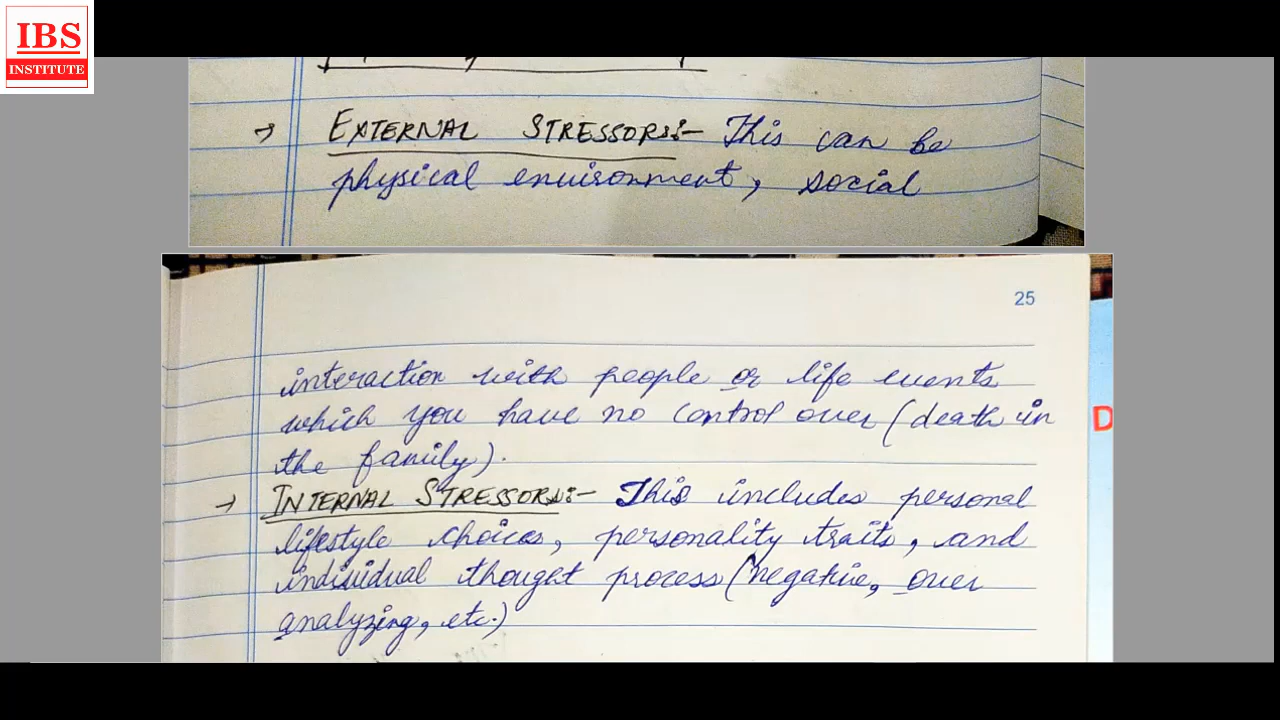 IBS
INSTITUTE
→ EXTERNAL STRESSORS:- This can be
physical environment, social
25
interaction with people or life events
which you have no control over (death in
the family).
→ INTERNAL STRESSORS:- This includes personal
lifestyle choices, personality traits, and
individual thought process (negative, over
analyzing, etc.)
D